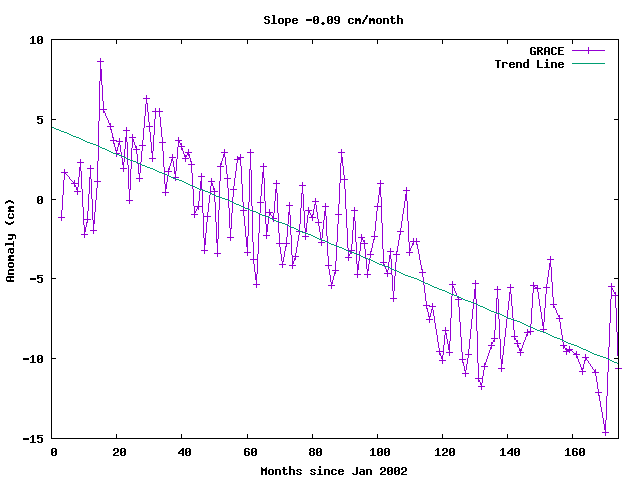 Slope -0.09 cm/month
10
5
0
-5
-10
-15
Anomaly (cm)
GRACE
Trend Line
0 20 40 60 80 100 120 140 160
Months since Jan 2002